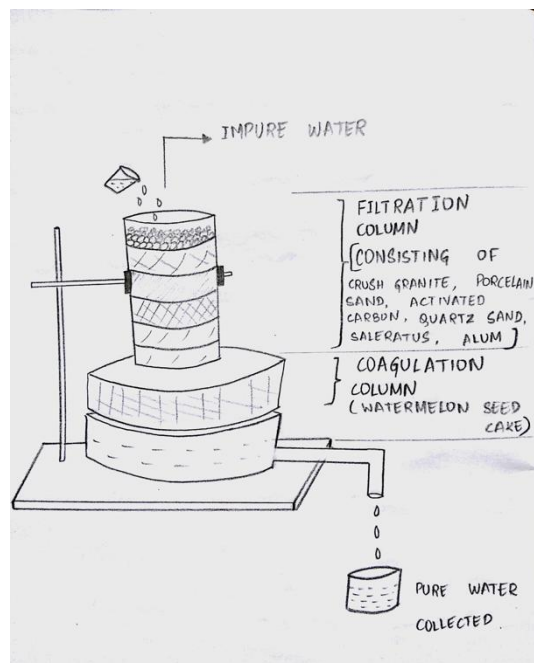 IMPURE WATER
FILTRATION
COLUMN
[CONSISTING OF
CRUSH GRANITE, PORCELAIN
SAND, ACTIVATED
CARBON, QUARTZ SAND,
SALERATUS, ALUM]
COAGULATION
COLUMN
(WATERMELON SEED
CAKE)
PURE WATER
COLLECTED.